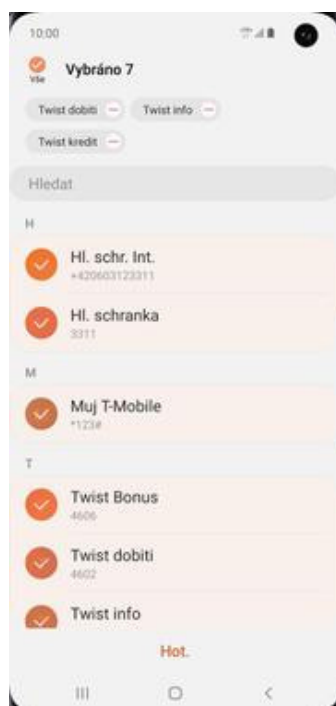 10:00
Vše
Vybráno 7
Twist dobiti
Twist info
Twist kredit
Hledat
H
Hl. schr. Int.
+420603123311
Hl. schranka
3311
M
Muj T-Mobile
*123#
T
Twist Bonus
4606
Twist dobiti
4602
Twist info
Hot.